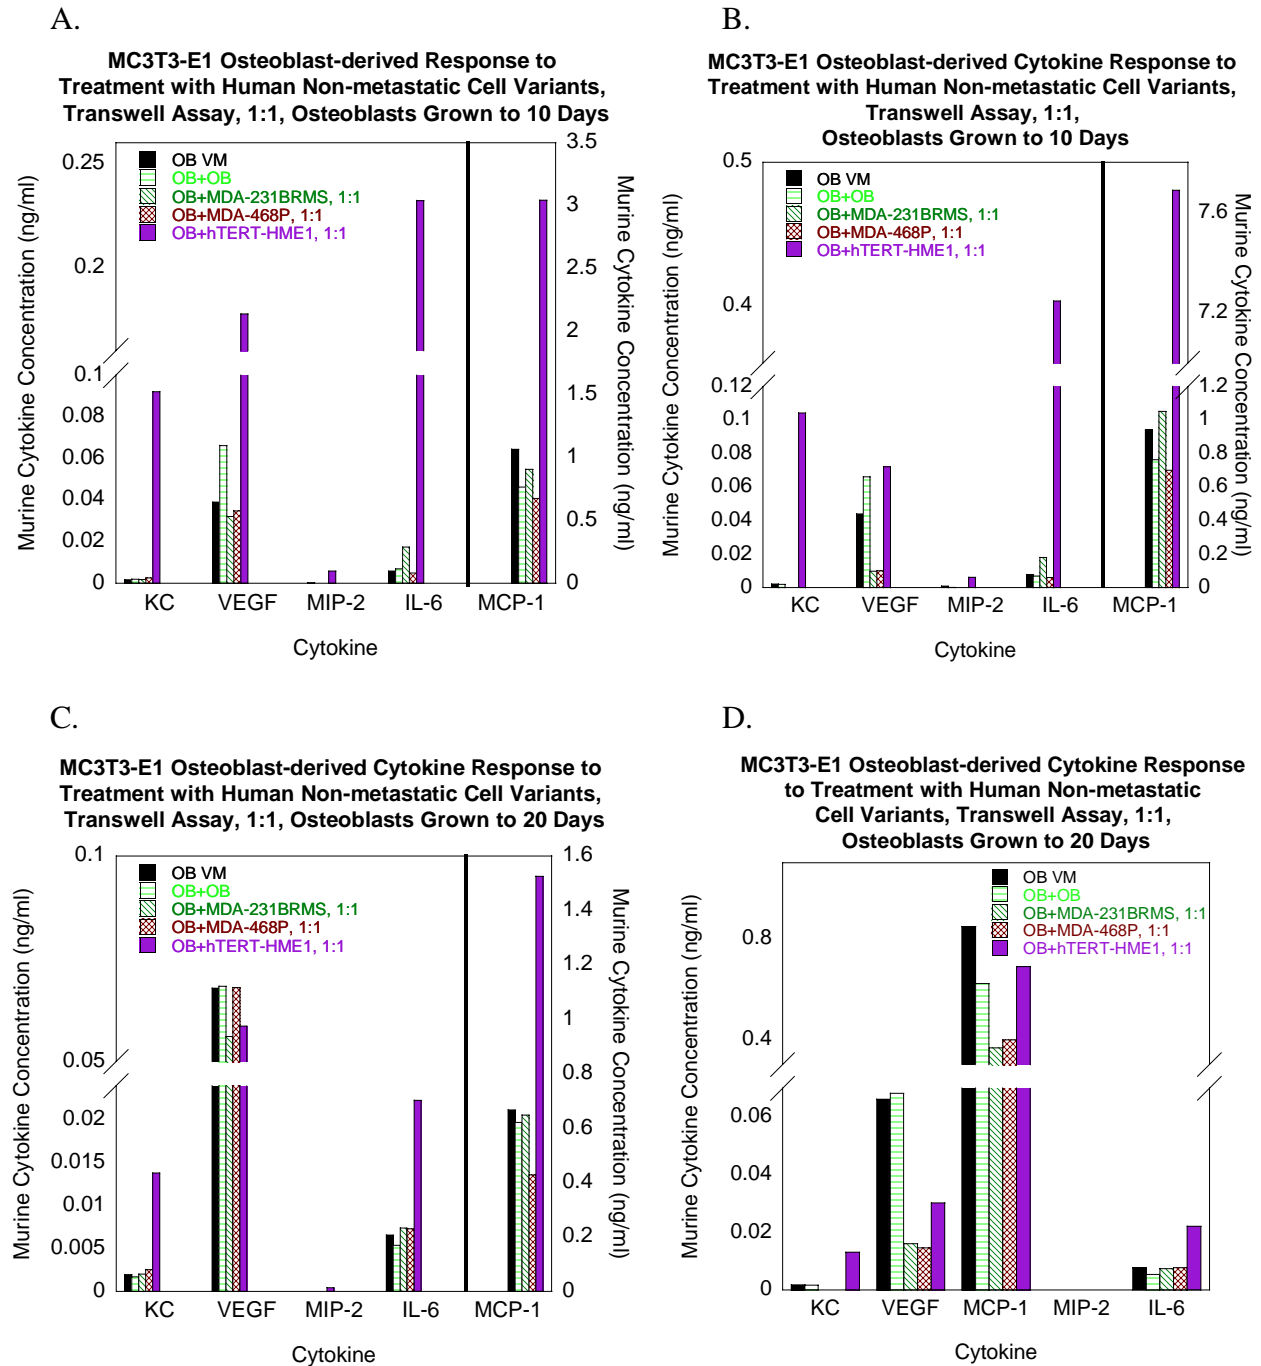 A.
MC3T3-E1 Osteoblast-derived Response to
Treatment with Human Non-metastatic Cell Variants,
Transwell Assay, 1:1, Osteoblasts Grown to 10 Days
Murine Cytokine Concentration (ng/ml)
0.25
0.2
0.1
0.08
0.06
0.04
0.02
0
OB VM
OB+OB
OB+MDA-231BRMS, 1:1
OB+MDA-468P, 1:1
OB+hTERT-HME1, 1:1
3.5
3
2.5
2
1.5
1
0.5
0
Murine Cytokine Concentration (ng/ml)
KC VEGF MIP-2 IL-6 MCP-1
Cytokine
B.
MC3T3-E1 Osteoblast-derived Cytokine Response to
Treatment with Human Non-metastatic Cell Variants,
Transwell Assay, 1:1,
Osteoblasts Grown to 10 Days
Murine Cytokine Concentration (ng/ml)
0.5
0.4
0.12
0.1
0.08
0.06
0.04
0.02
0
OB VM
OB+OB
OB+MDA-231BRMS, 1:1
OB+MDA-468P, 1:1
OB+hTERT-HME1, 1:1
7.6
7.2
1.2
1
0.8
0.6
0.4
0.2
0
Murine Cytokine Concentration (ng/ml)
KC VEGF MIP-2 IL-6 MCP-1
Cytokine
C.
MC3T3-E1 Osteoblast-derived Cytokine Response to
Treatment with Human Non-metastatic Cell Variants,
Transwell Assay, 1:1, Osteoblasts Grown to 20 Days
Murine Cytokine Concentration (ng/ml)
0.1
0.05
0.02
0.015
0.01
0.005
0
OB VM
OB+OB
OB+MDA-231BRMS, 1:1
OB+MDA-468P, 1:1
OB+hTERT-HME1, 1:1
1.6
1.4
1.2
1
0.8
0.6
0.4
0.2
0
Murine Cytokine Concentration (ng/ml)
KC VEGF MIP-2 IL-6 MCP-1
Cytokine
D.
MC3T3-E1 Osteoblast-derived Cytokine Response
to Treatment with Human Non-metastatic
Cell Variants, Transwell Assay, 1:1,
Osteoblasts Grown to 20 Days
Murine Cytokine Concentration (ng/ml)
0.8
0.4
0.06
0.04
0.02
0
OB VM
OB+OB
OB+MDA-231BRMS, 1:1
OB+MDA-468P, 1:1
OB+hTERT-HME1, 1:1
KC VEGF MCP-1 MIP-2 IL-6
Cytokine